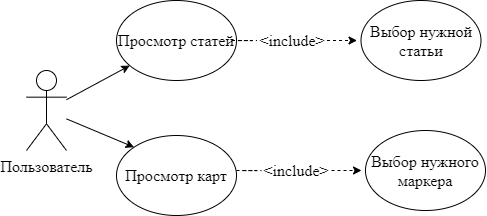 Просмотр статей
<include>
Выбор нужной
статьи
Пользователь
Просмотр карт
<include>
Выбор нужного
маркера